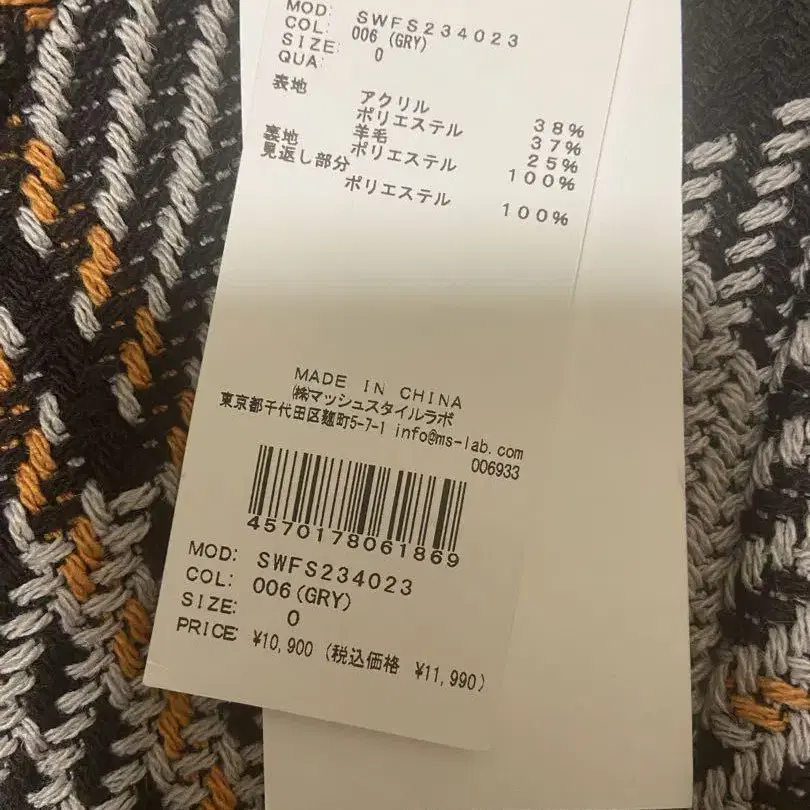 MOD: SWFS234023
COL: 006 (GRY)
SIZE: 0
QUA:
表地
アクリル 38%
ポリエステル 37%
羊毛 25%
裏地 ポリエステル 100%
見返し部分
ポリエステル 100%
MADE IN CHINA
㈱マッシュスタイルラボ
東京都千代田区麹町5-7-1 info@ms-lab.com
006933
4570178061869
MOD: SWFS234023
COL: 006(GRY)
SIZE: 0
PRICE: ¥10,900 (税込価格 ¥11,990)